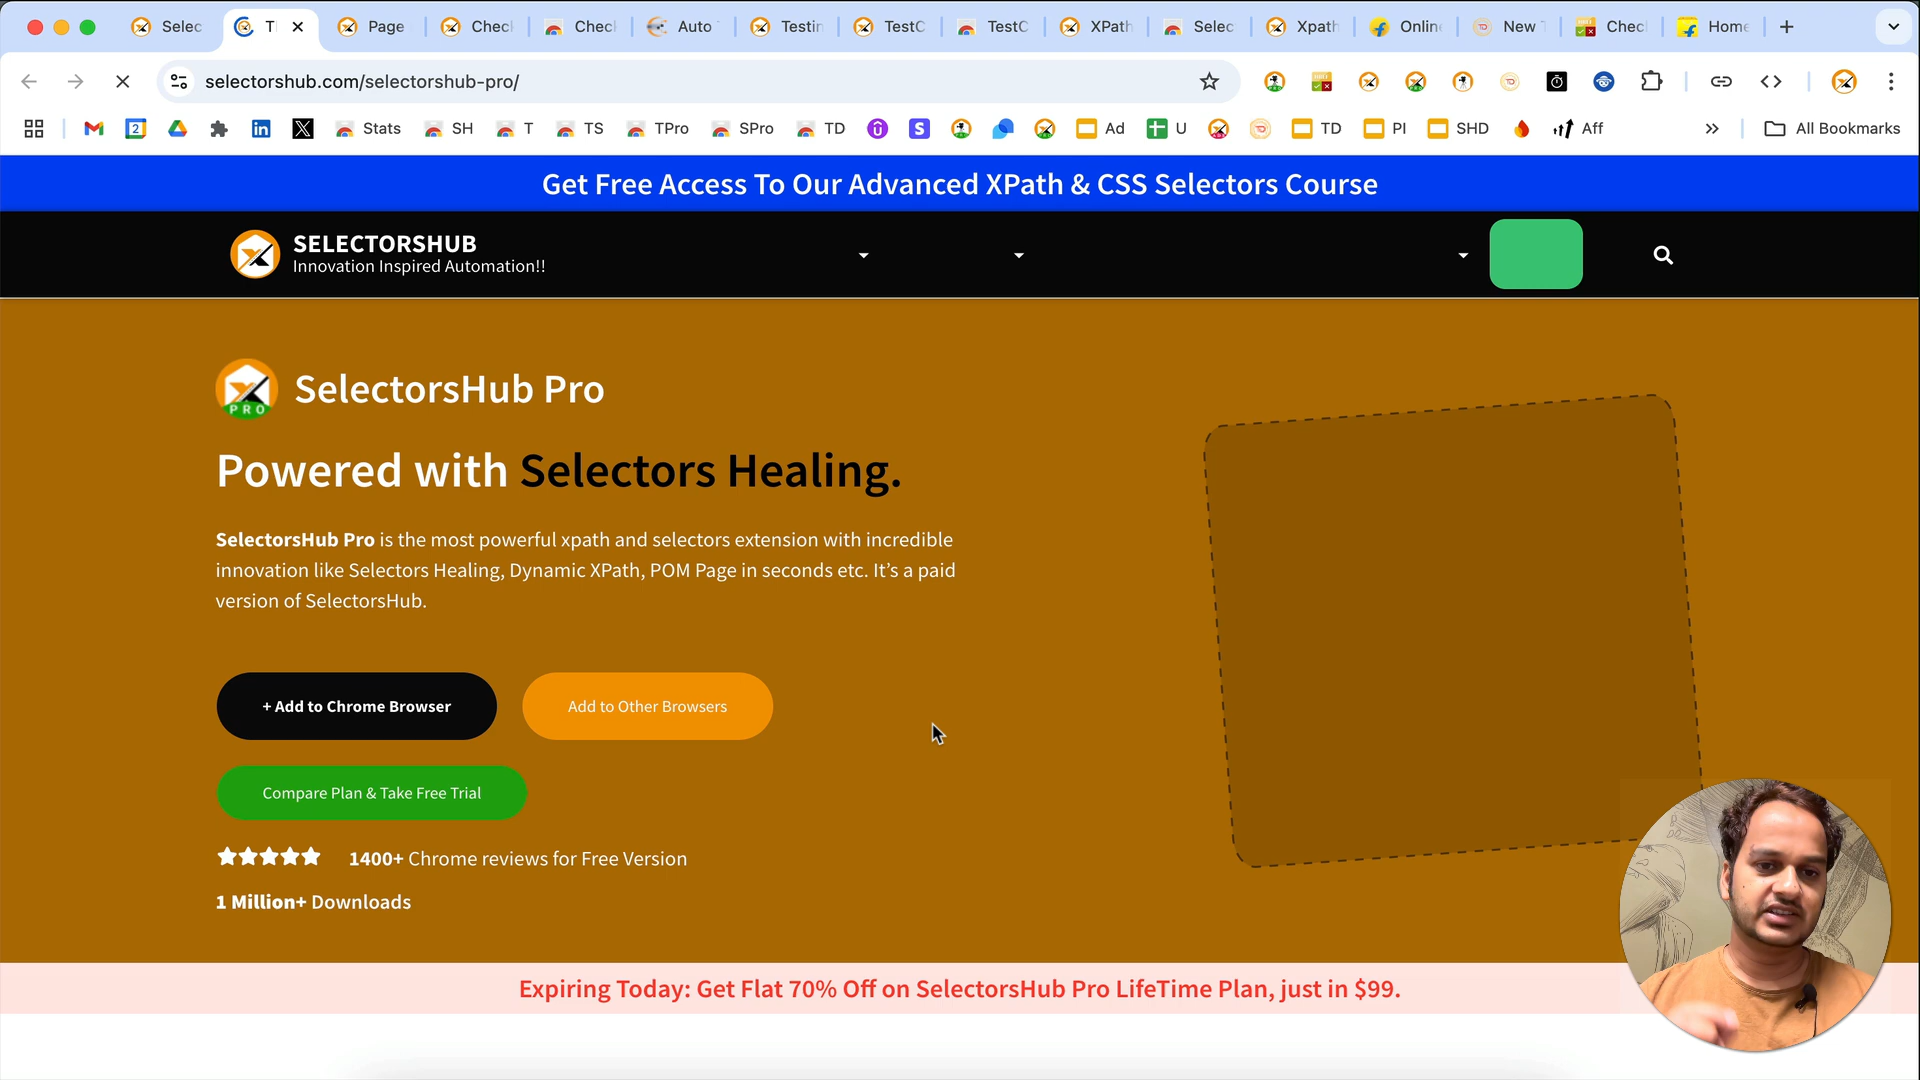 Selec
T
Page
Chec
Chec
Auto
Testin
TestC
TestC
XPath
Selec
Xpath
Onlin
New T
Chec
Home
selectorshub.com/selectorshub-pro/
Stats
SH
T
TS
TPro
SPro
TD
Ad
U
TD
PI
SHD
Aff
All Bookmarks
Get Free Access To Our Advanced XPath & CSS Selectors Course
SELECTORSHUB
Innovation Inspired Automation!!
PRO
SelectorsHub Pro
Powered with Selectors Healing.
SelectorsHub Pro is the most powerful xpath and selectors extension with incredible
innovation like Selectors Healing, Dynamic XPath, POM Page in seconds etc. It’s a paid
version of SelectorsHub.
+ Add to Chrome Browser
Add to Other Browsers
Compare Plan & Take Free Trial
1400+ Chrome reviews for Free Version
1 Million+ Downloads
Expiring Today: Get Flat 70% Off on SelectorsHub Pro LifeTime Plan, just in $99.